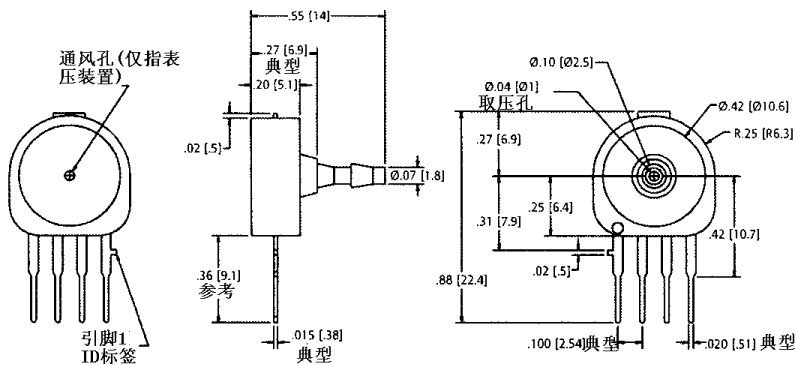 通风孔(仅指表
压装置)
引脚1
ID标签
.55 [14]
.27 [6.9]
典型
.20 [5.1]
.02 [.5]
Ø.07 [1.8]
.36 [9.1]
参考
.015 [.38]
典型
Ø.10 [Ø2.5]
Ø.04 [Ø1]
取压孔
Ø.42 [Ø10.6]
R.25 [R6.3]
.27 [6.9]
.25 [6.4]
.31 [7.9]
.42 [10.7]
.02 [.5]
.88 [22.4]
.100 [2.54]典型
.020 [.51] 典型